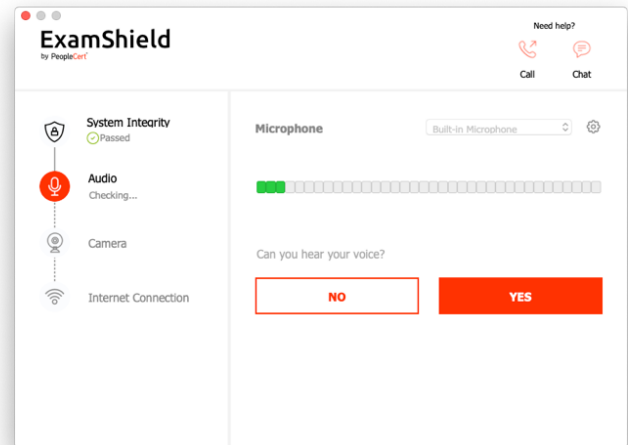 ExamShield
by PeopleCert
Need help?
Call
Chat
System Integrity
Passed
Audio
Checking...
Camera
Internet Connection
Microphone
Built-in Microphone
Can you hear your voice?
NO
YES